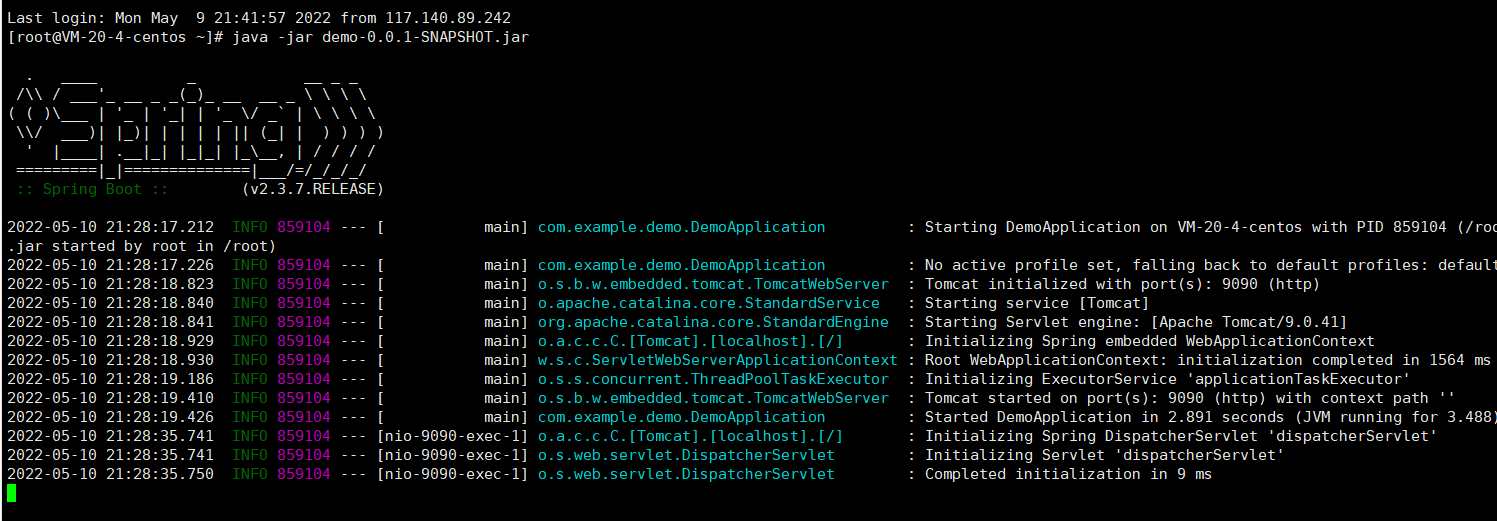 Last login: Mon May  9 21:41:57 2022 from 117.140.89.242
[root@VM-20-4-centos ~]# java -jar demo-0.0.1-SNAPSHOT.jar
  .   ____          _            __ _ _
 /\\ / ___'_ __ _ _(_)_ __  __ _ \ \ \ \
( ( )\___ | '_ | '_| | '_ \/ _` | \ \ \ \
 \\/  ___)| |_)| | | | | || (_| |  ) ) ) )
  '  |____| .__|_| |_|_| |_\__, | / / / /
 =========|_|==============|___/=/_/_/_/
 :: Spring Boot ::        (v2.3.7.RELEASE)
2022-05-10 21:28:17.212  INFO 859104 --- [           main] com.example.demo.DemoApplication         : Starting DemoApplication on VM-20-4-centos with PID 859104 (/roo
.jar started by root in /root)
2022-05-10 21:28:17.226  INFO 859104 --- [           main] com.example.demo.DemoApplication         : No active profile set, falling back to default profiles: default
2022-05-10 21:28:18.823  INFO 859104 --- [           main] o.s.b.w.embedded.tomcat.TomcatWebServer  : Tomcat initialized with port(s): 9090 (http)
2022-05-10 21:28:18.840  INFO 859104 --- [           main] o.apache.catalina.core.StandardService   : Starting service [Tomcat]
2022-05-10 21:28:18.841  INFO 859104 --- [           main] org.apache.catalina.core.StandardEngine  : Starting Servlet engine: [Apache Tomcat/9.0.41]
2022-05-10 21:28:18.929  INFO 859104 --- [           main] o.a.c.c.C.[Tomcat].[localhost].[/]       : Initializing Spring embedded WebApplicationContext
2022-05-10 21:28:18.930  INFO 859104 --- [           main] w.s.c.ServletWebServerApplicationContext : Root WebApplicationContext: initialization completed in 1564 ms
2022-05-10 21:28:19.186  INFO 859104 --- [           main] o.s.s.concurrent.ThreadPoolTaskExecutor  : Initializing ExecutorService 'applicationTaskExecutor'
2022-05-10 21:28:19.410  INFO 859104 --- [           main] o.s.b.w.embedded.tomcat.TomcatWebServer  : Tomcat started on port(s): 9090 (http) with context path ''
2022-05-10 21:28:19.426  INFO 859104 --- [           main] com.example.demo.DemoApplication         : Started DemoApplication in 2.891 seconds (JVM running for 3.488)
2022-05-10 21:28:35.741  INFO 859104 --- [nio-9090-exec-1] o.a.c.c.C.[Tomcat].[localhost].[/]       : Initializing Spring DispatcherServlet 'dispatcherServlet'
2022-05-10 21:28:35.741  INFO 859104 --- [nio-9090-exec-1] o.s.web.servlet.DispatcherServlet        : Initializing Servlet 'dispatcherServlet'
2022-05-10 21:28:35.750  INFO 859104 --- [nio-9090-exec-1] o.s.web.servlet.DispatcherServlet        : Completed initialization in 9 ms